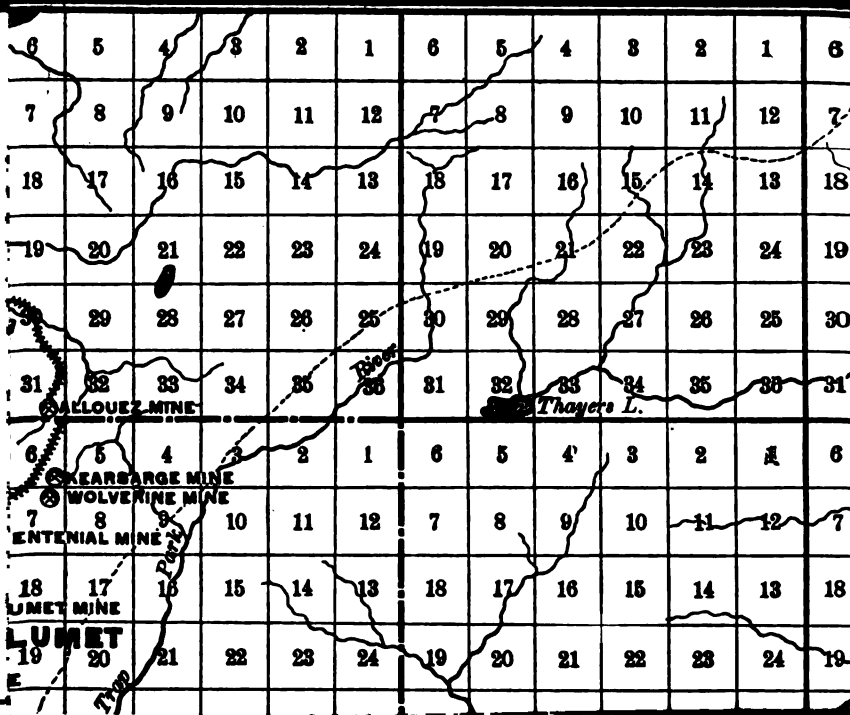 6 5 4 3 2 1 6 5 4 3 2 1 6
7 8 9 10 11 12 7 8 9 10 11 12 7
18 17 16 15 14 13 18 17 16 15 14 13 18
19 20 21 22 23 24 19 20 21 22 23 24 19
29 28 27 26 25 30 29 28 27 26 25 30
River
31 32 33 34 35 36 31 32 33 34 35 36 31
ALLOUEZ MINE
Thayers L.
6 5 4 3 2 1 6 5 4 3 2 1 6
KEARSARGE MINE
WOLVERINE MINE
7 8 9 10 11 12 7 8 9 10 11 12 7
ENTENIAL MINE
Park
18 17 16 15 14 13 18 17 16 15 14 13 18
UMET MINE
LUMET
19 20 21 22 23 24 19 20 21 22 23 24 19
E
Trap